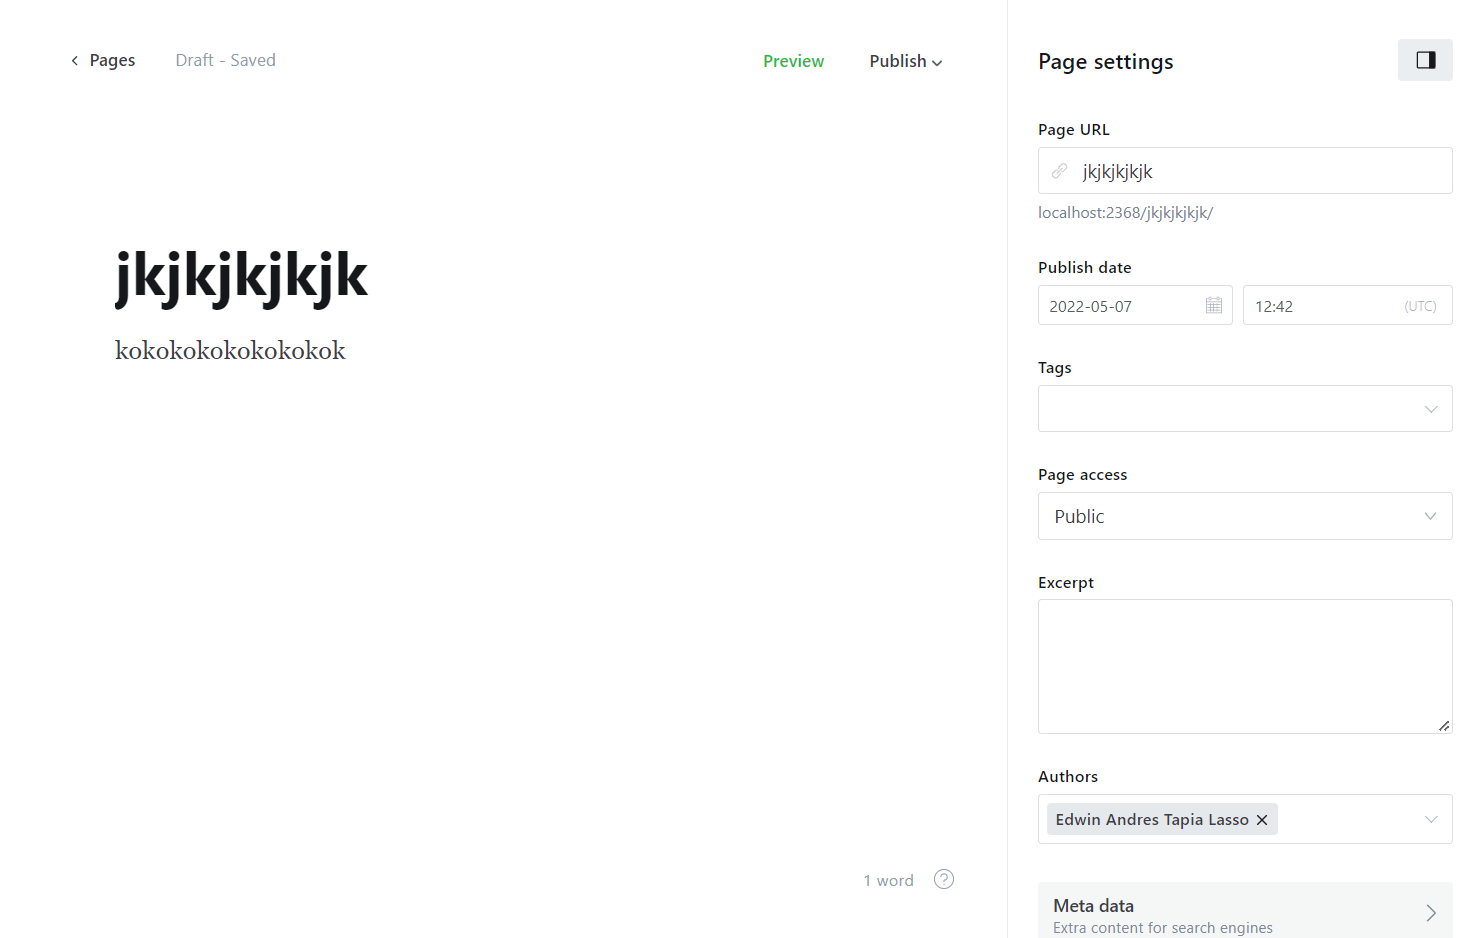 Pages
Draft - Saved
Preview
Publish
jkjkjkjkjk
kokokokokokokokok
1 word
?
Page settings
Page URL
jkjkjkjkjk
localhost:2368/jkjkjkjkjk/
Publish date
2022-05-07
12:42 (UTC)
Tags
Page access
Public
Excerpt
Authors
Edwin Andres Tapia Lasso
Meta data
Extra content for search engines